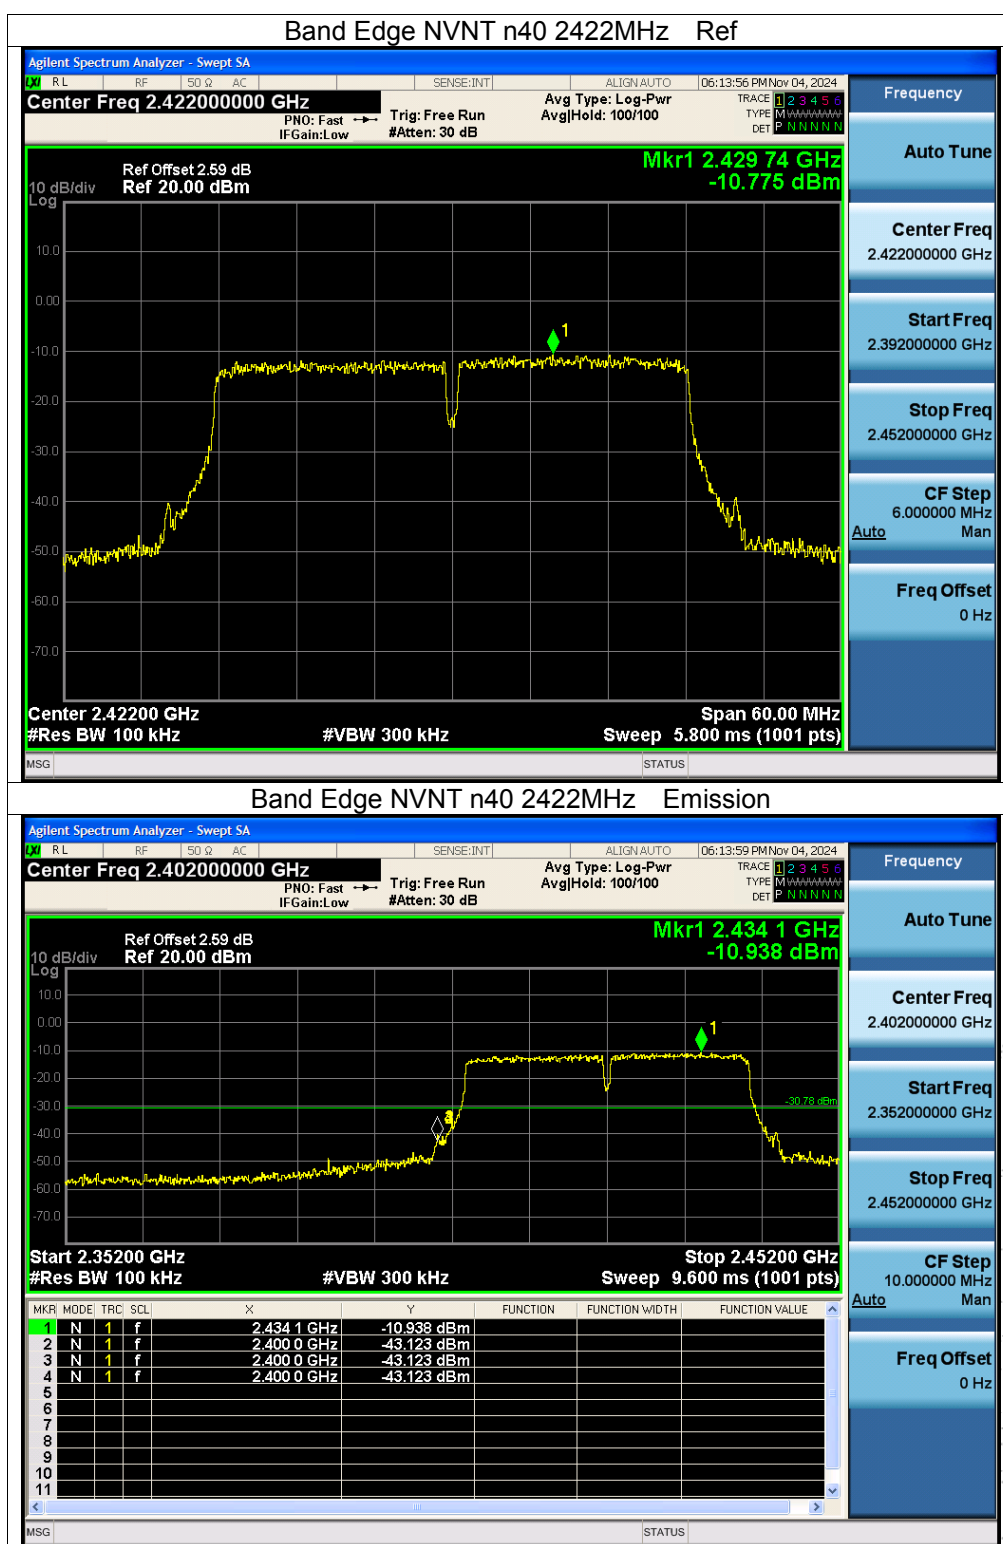 Band Edge NVNT n40 2422MHz Ref
Agilent Spectrum Analyzer - Swept SA
LXI RL RF 50 Ω AC SENSE:INT ALIGN AUTO 06:13:56 PM Nov 04, 2024
Center Freq 2.422000000 GHz
PNO: Fast
IFGain:Low
Trig: Free Run
#Atten: 30 dB
Avg Type: Log-Pwr
Avg|Hold: 100/100
TRACE 1 2 3 4 5 6
TYPE M WWWWW
DET P N N N N N
Ref Offset 2.59 dB
Ref 20.00 dBm
10 dB/div
Log
Mkr1 2.429 74 GHz
-10.775 dBm
10.0
0.00
-10.0
-20.0
-30.0
-40.0
-50.0
-60.0
-70.0
1
Center 2.42200 GHz
Span 60.00 MHz
#Res BW 100 kHz
#VBW 300 kHz
Sweep 5.800 ms (1001 pts)
MSG
STATUS
Frequency
Auto Tune
Center Freq
2.422000000 GHz
Start Freq
2.392000000 GHz
Stop Freq
2.452000000 GHz
CF Step
6.000000 MHz
Auto Man
Freq Offset
0 Hz
Band Edge NVNT n40 2422MHz Emission
Agilent Spectrum Analyzer - Swept SA
LXI RL RF 50 Ω AC SENSE:INT ALIGN AUTO 06:13:59 PM Nov 04, 2024
Center Freq 2.402000000 GHz
PNO: Fast
IFGain:Low
Trig: Free Run
#Atten: 30 dB
Avg Type: Log-Pwr
Avg|Hold: 100/100
TRACE 1 2 3 4 5 6
TYPE M WWWWW
DET P N N N N N
Ref Offset 2.59 dB
Ref 20.00 dBm
10 dB/div
Log
Mkr1 2.434 1 GHz
-10.938 dBm
10.0
0.00
-10.0
-20.0
-30.0
-40.0
-50.0
-60.0
-70.0
1
-30.78 dBm
Start 2.35200 GHz
Stop 2.45200 GHz
#Res BW 100 kHz
#VBW 300 kHz
Sweep 9.600 ms (1001 pts)
MKR MODE TRC SCL X Y FUNCTION FUNCTION WIDTH FUNCTION VALUE
1 N 1 f 2.434 1 GHz -10.938 dBm
2 N 1 f 2.400 0 GHz -43.123 dBm
3 N 1 f 2.400 0 GHz -43.123 dBm
4 N 1 f 2.400 0 GHz -43.123 dBm
5
6
7
8
9
10
11
MSG
STATUS
Frequency
Auto Tune
Center Freq
2.402000000 GHz
Start Freq
2.352000000 GHz
Stop Freq
2.452000000 GHz
CF Step
10.000000 MHz
Auto Man
Freq Offset
0 Hz